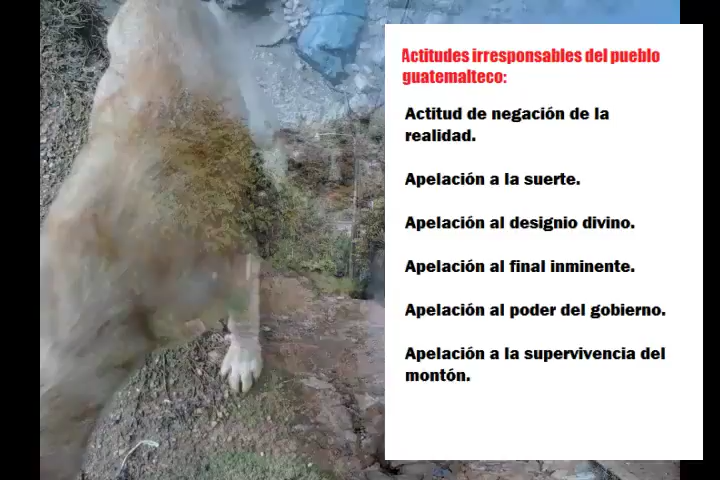 Actitudes irresponsables del pueblo
guatemalteco:
Actitud de negación de la
realidad.
Apelación a la suerte.
Apelación al designio divino.
Apelación al final inminente.
Apelación al poder del gobierno.
Apelación a la supervivencia del
montón.